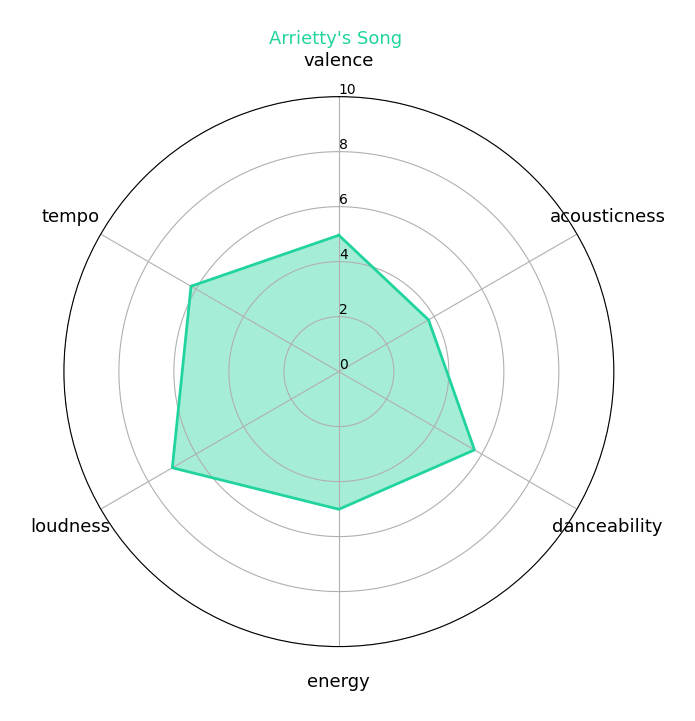 Arrietty's Song
valence
10
8
6
4
2
0
tempo
acousticness
loudness
danceability
energy